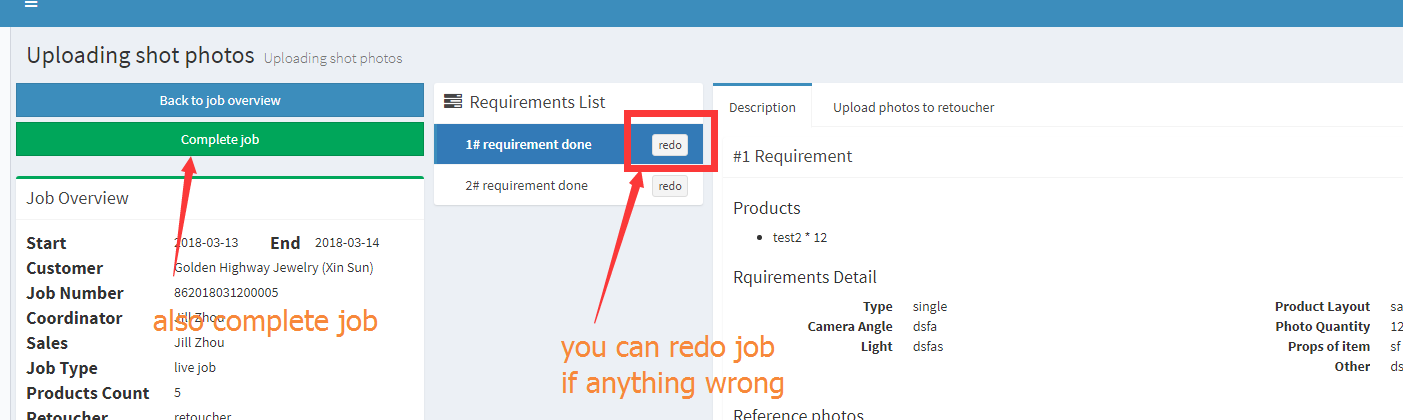 Uploading shot photos Uploading shot photos
Back to job overview
Complete job
Job Overview
Start 2018-03-13 End 2018-03-14
Customer Golden Highway Jewelry (Xin Sun)
Job Number 862018031200005
Coordinator Jill Zhou
Sales Jill Zhou
Job Type live job
Products Count 5
Retoucher retoucher
also complete job
Requirements List
1# requirement done redo
2# requirement done redo
you can redo job
if anything wrong
Description Upload photos to retoucher
#1 Requirement
Products
test2 * 12
Rquirements Detail
Type single Product Layout sa
Camera Angle dsfa Photo Quantity 12
Light dsfas Props of item sf
Other ds
Reference photos